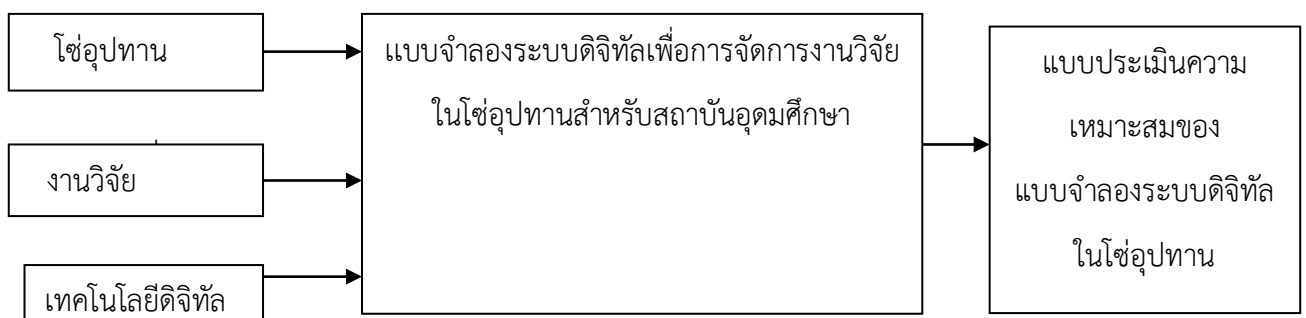 โซ่อุปทาน
งานวิจัย
เทคโนโลยีดิจิทัล
แบบจำลองระบบดิจิทัลเพื่อการจัดการงานวิจัย
ในโซ่อุปทานสำหรับสถาบันอุดมศึกษา
แบบประเมินความ
เหมาะสมของ
แบบจำลองระบบดิจิทัล
ในโซ่อุปทาน